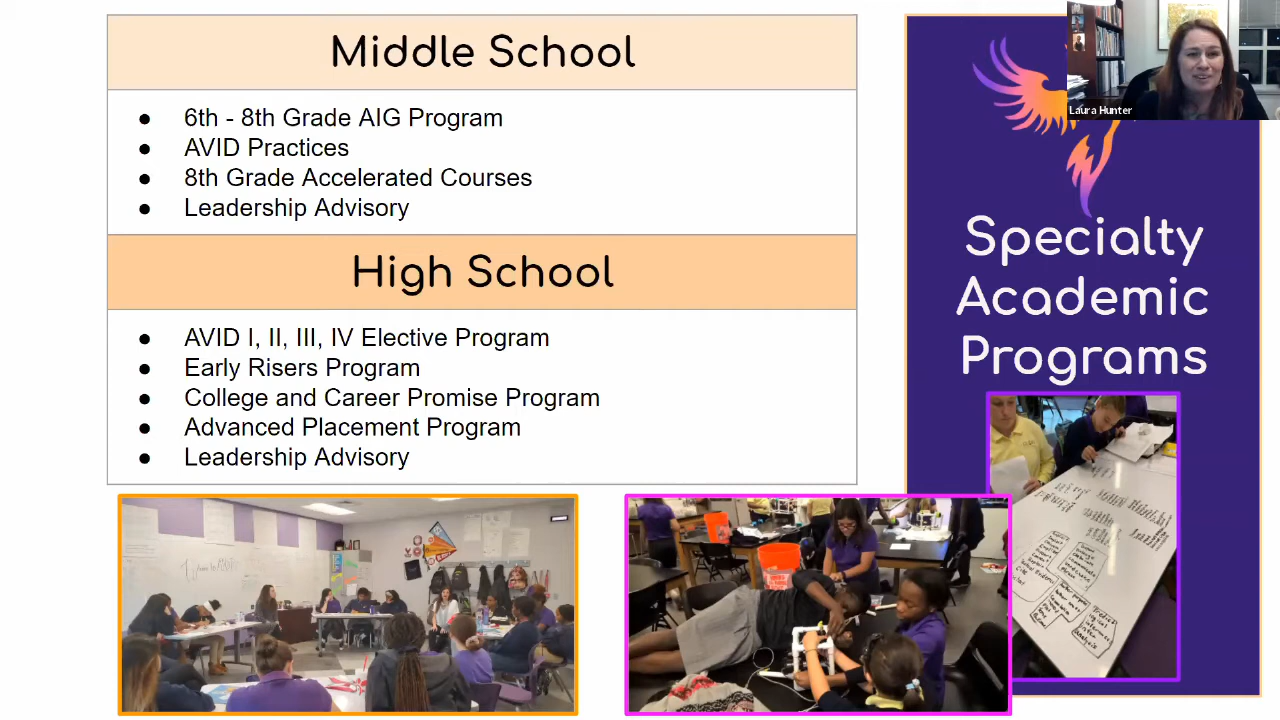 Middle School
● 6th - 8th Grade AIG Program
● AVID Practices
● 8th Grade Accelerated Courses
● Leadership Advisory
High School
● AVID I, II, III, IV Elective Program
● Early Risers Program
● College and Career Promise Program
● Advanced Placement Program
● Leadership Advisory
Laura Hunter
Specialty
Academic
Programs